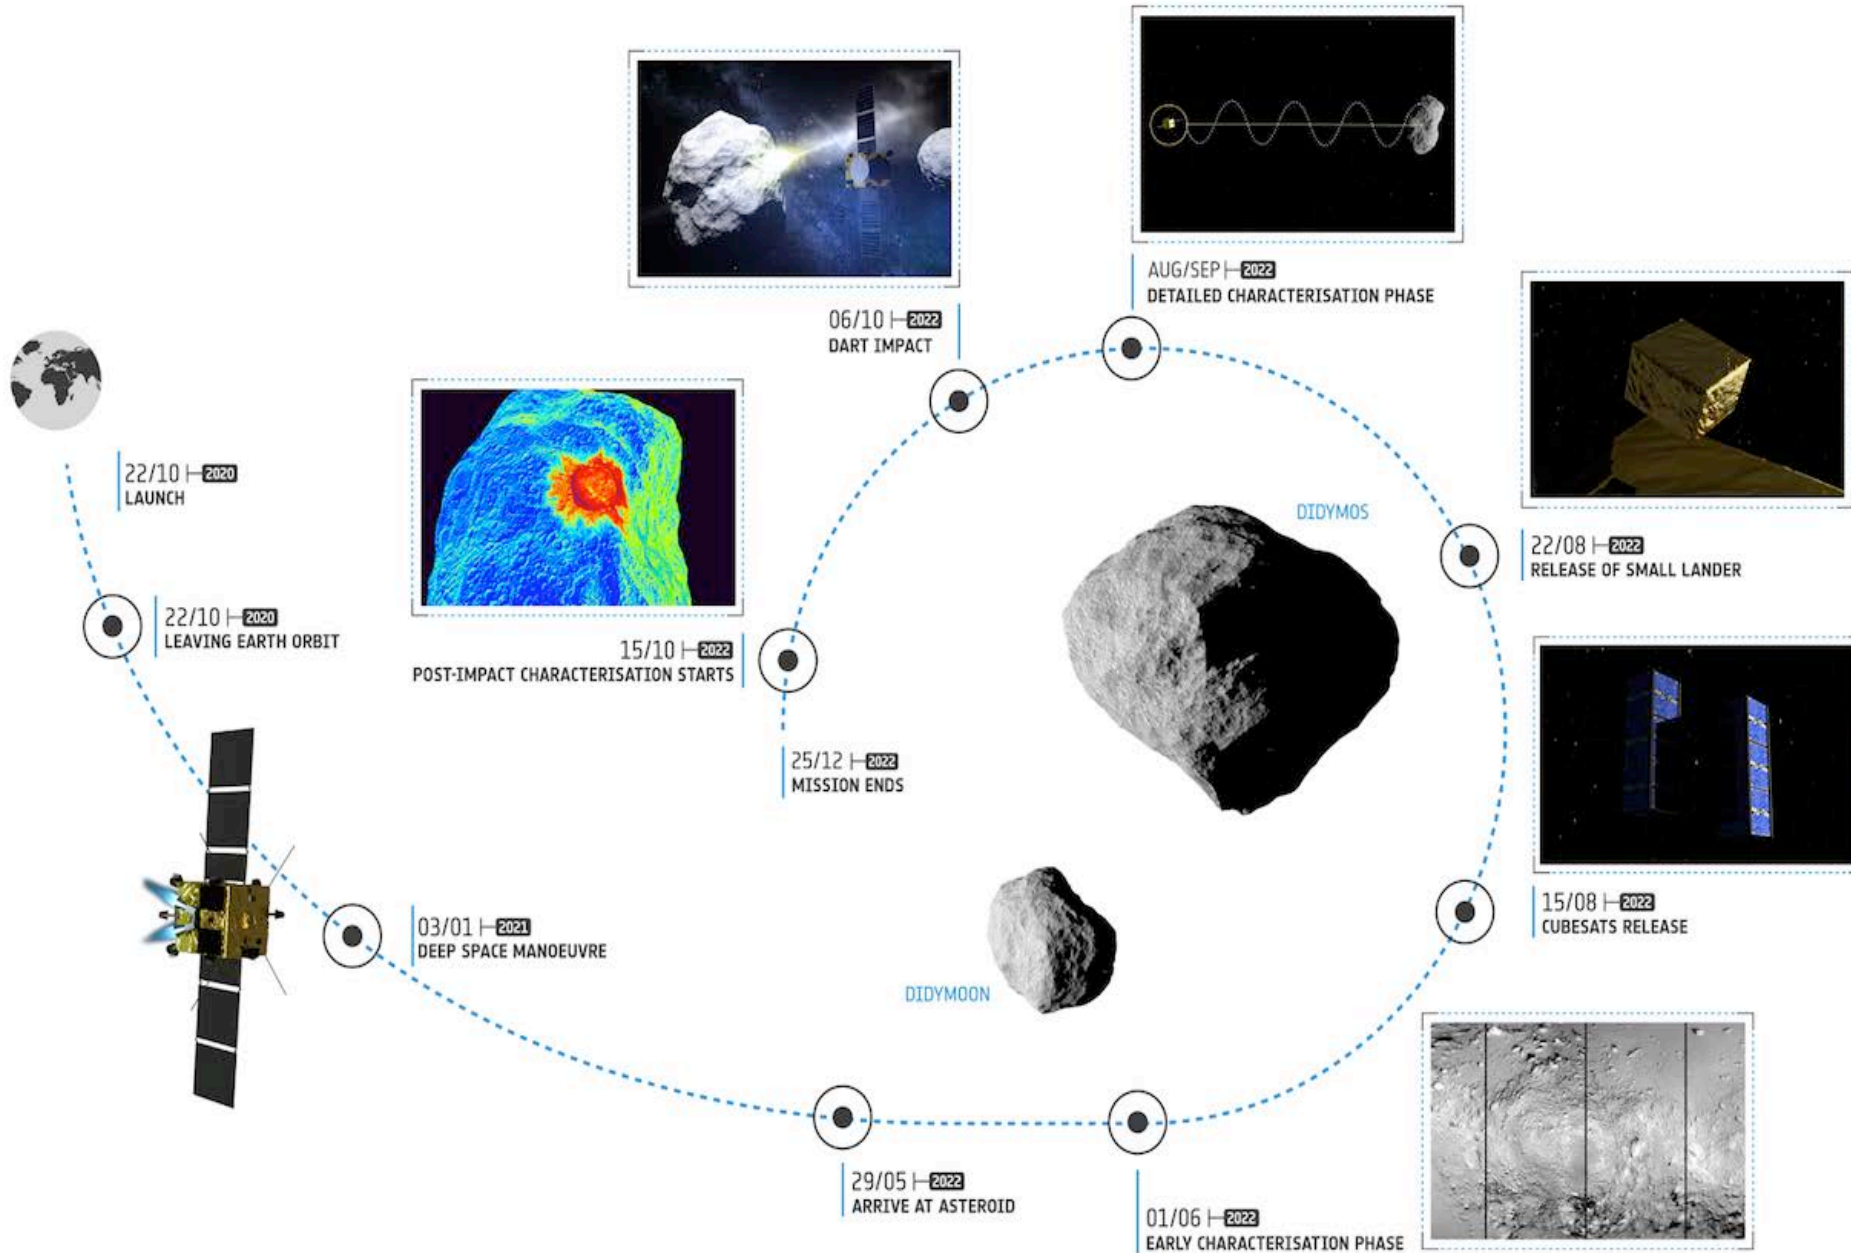 22/10 2020
LAUNCH
22/10 2020
LEAVING EARTH ORBIT
03/01 2021
DEEP SPACE MANOEUVRE
29/05 2022
ARRIVE AT ASTEROID
01/06 2022
EARLY CHARACTERISATION PHASE
15/08 2022
CUBESATS RELEASE
22/08 2022
RELEASE OF SMALL LANDER
AUG/SEP 2022
DETAILED CHARACTERISATION PHASE
06/10 2022
DART IMPACT
15/10 2022
POST-IMPACT CHARACTERISATION STARTS
25/12 2022
MISSION ENDS
DIDYMOS
DIDYMOON